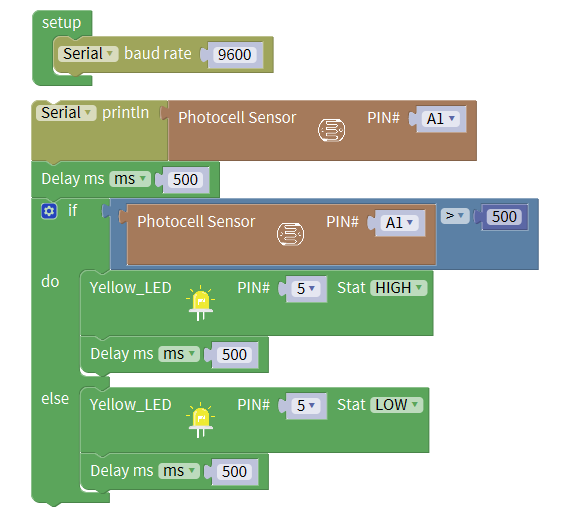 setup
Serial baud rate 9600
Serial println Photocell Sensor PIN# A1
Delay ms ms 500
if Photocell Sensor PIN# A1 > 500
do Yellow_LED PIN# 5 Stat HIGH
Delay ms ms 500
else Yellow_LED PIN# 5 Stat LOW
Delay ms ms 500